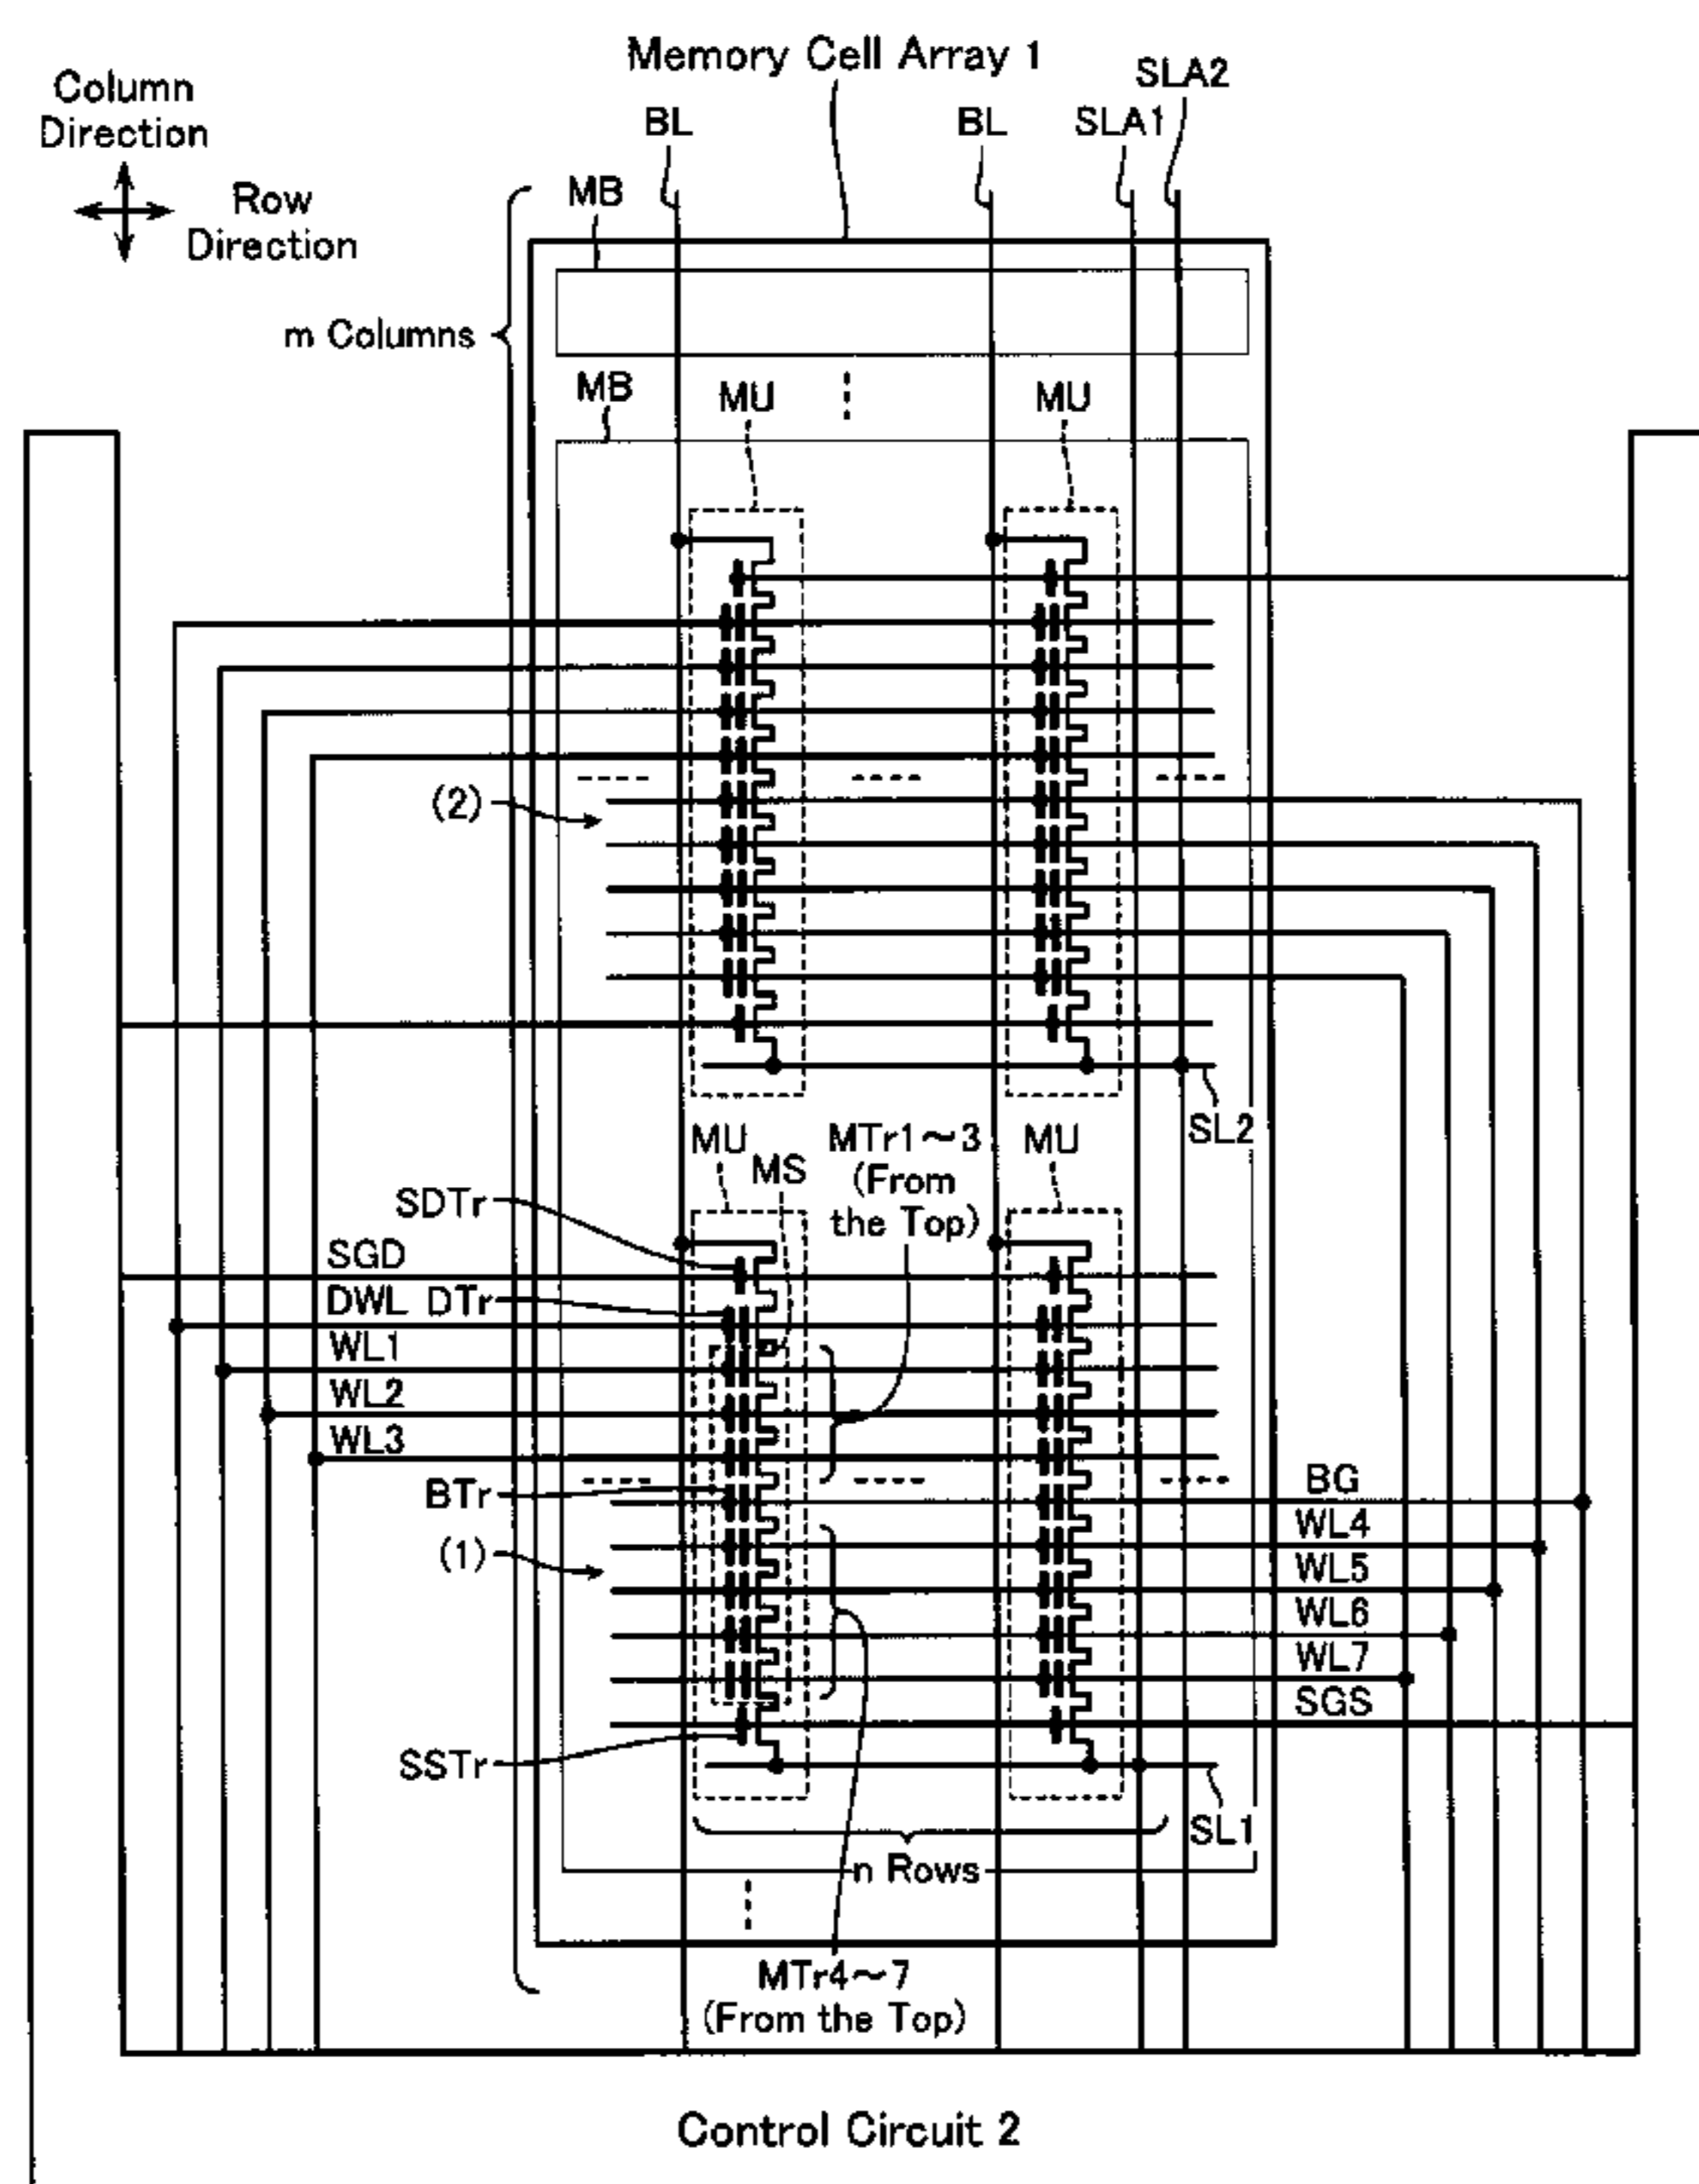 Memory Cell Array 1
SLA2
Column
Direction
BL
BL
SLA1
Row
Direction
MB
m Columns
MB
MU
MU
(2)
SL2
MU
MS
MTr1~3
(From
the Top)
MU
SDTr
SGD
DWL DTr
WL1
WL2
WL3
BTr
BG
(1)
WL4
WL5
WL6
WL7
SGS
SSTr
SL1
n Rows
MTr4~7
(From the Top)
Control Circuit 2